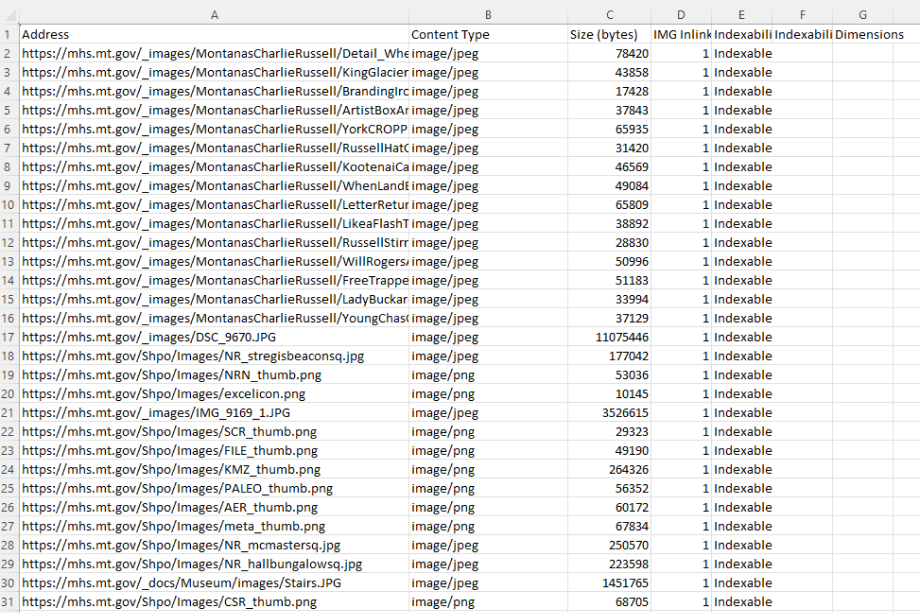 A B C D E F G
1 Address Content Type Size (bytes) IMG Inlink Indexabili Indexabili Dimensions
2 https://mhs.mt.gov/_images/MontanasCharlieRussell/Detail_Whe image/jpeg 78420 1 Indexable
3 https://mhs.mt.gov/_images/MontanasCharlieRussell/KingGlacier image/jpeg 43858 1 Indexable
4 https://mhs.mt.gov/_images/MontanasCharlieRussell/BrandingIro image/jpeg 17428 1 Indexable
5 https://mhs.mt.gov/_images/MontanasCharlieRussell/ArtistBoxAr image/jpeg 37843 1 Indexable
6 https://mhs.mt.gov/_images/MontanasCharlieRussell/YorkCROPP image/jpeg 65935 1 Indexable
7 https://mhs.mt.gov/_images/MontanasCharlieRussell/RussellHatC image/jpeg 31420 1 Indexable
8 https://mhs.mt.gov/_images/MontanasCharlieRussell/KootenaiCa image/jpeg 46569 1 Indexable
9 https://mhs.mt.gov/_images/MontanasCharlieRussell/WhenLandB image/jpeg 49084 1 Indexable
10 https://mhs.mt.gov/_images/MontanasCharlieRussell/LetterRetur image/jpeg 65809 1 Indexable
11 https://mhs.mt.gov/_images/MontanasCharlieRussell/LikeaFlashT image/jpeg 38892 1 Indexable
12 https://mhs.mt.gov/_images/MontanasCharlieRussell/RussellStirr image/jpeg 28830 1 Indexable
13 https://mhs.mt.gov/_images/MontanasCharlieRussell/WillRogersA image/jpeg 50996 1 Indexable
14 https://mhs.mt.gov/_images/MontanasCharlieRussell/FreeTrappe image/jpeg 51183 1 Indexable
15 https://mhs.mt.gov/_images/MontanasCharlieRussell/LadyBuckar image/jpeg 33994 1 Indexable
16 https://mhs.mt.gov/_images/MontanasCharlieRussell/YoungChasC image/jpeg 37129 1 Indexable
17 https://mhs.mt.gov/_images/DSC_9670.JPG image/jpeg 11075446 1 Indexable
18 https://mhs.mt.gov/Shpo/Images/NR_stregisbeaconsq.jpg image/jpeg 177042 1 Indexable
19 https://mhs.mt.gov/Shpo/Images/NRN_thumb.png image/png 53036 1 Indexable
20 https://mhs.mt.gov/Shpo/Images/excelicon.png image/png 10145 1 Indexable
21 https://mhs.mt.gov/_images/IMG_9169_1.JPG image/jpeg 3526615 1 Indexable
22 https://mhs.mt.gov/Shpo/Images/SCR_thumb.png image/png 29323 1 Indexable
23 https://mhs.mt.gov/Shpo/Images/FILE_thumb.png image/png 49190 1 Indexable
24 https://mhs.mt.gov/Shpo/Images/KMZ_thumb.png image/png 264326 1 Indexable
25 https://mhs.mt.gov/Shpo/Images/PALEO_thumb.png image/png 56352 1 Indexable
26 https://mhs.mt.gov/Shpo/Images/AER_thumb.png image/png 60172 1 Indexable
27 https://mhs.mt.gov/Shpo/Images/meta_thumb.png image/png 67834 1 Indexable
28 https://mhs.mt.gov/Shpo/Images/NR_mcmastersq.jpg image/jpeg 250570 1 Indexable
29 https://mhs.mt.gov/Shpo/Images/NR_hallbungalowsq.jpg image/jpeg 223598 1 Indexable
30 https://mhs.mt.gov/_docs/Museum/images/Stairs.JPG image/jpeg 1451765 1 Indexable
31 https://mhs.mt.gov/Shpo/Images/CSR_thumb.png image/png 68705 1 Indexable